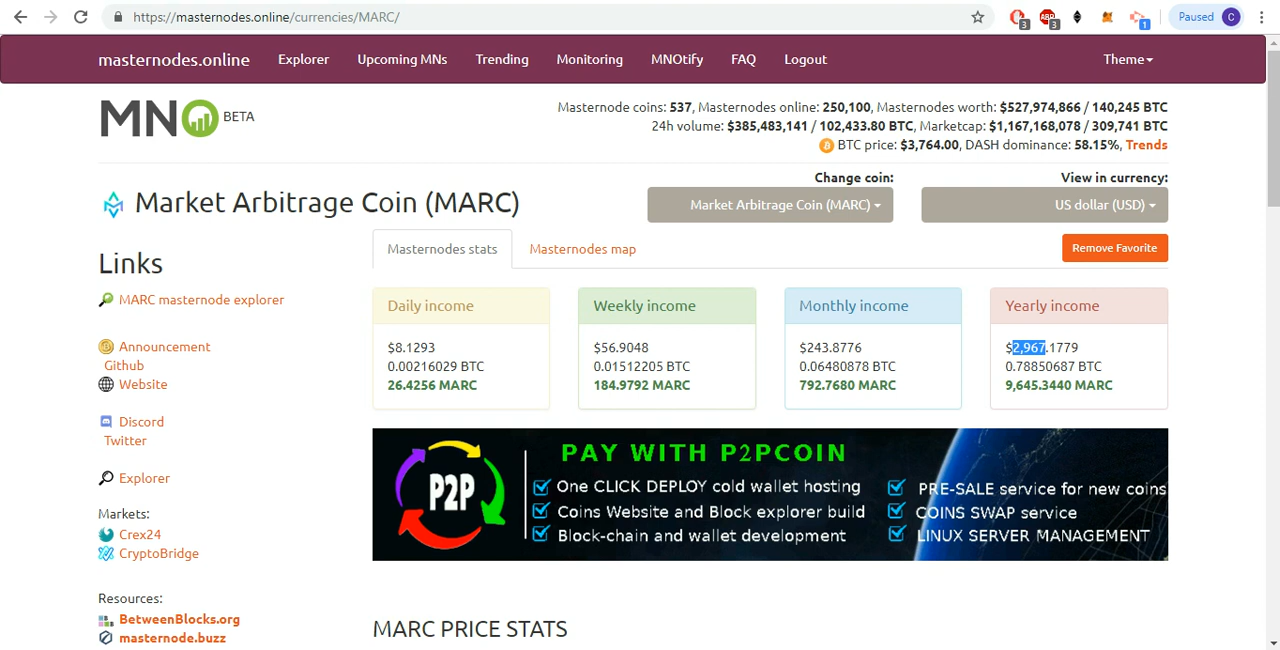 https://masternodes.online/currencies/MARC/
3
ABP
3
1
Paused
C
masternodes.online
Explorer
Upcoming MNs
Trending
Monitoring
MNOtify
FAQ
Logout
Theme
MNO BETA
Masternode coins: 537, Masternodes online: 250,100, Masternodes worth: $527,974,866 / 140,245 BTC
24h volume: $385,483,141 / 102,433.80 BTC, Marketcap: $1,167,168,078 / 309,741 BTC
BTC price: $3,764.00, DASH dominance: 58.15%, Trends
Market Arbitrage Coin (MARC)
Change coin:
Market Arbitrage Coin (MARC)
View in currency:
US dollar (USD)
Links
MARC masternode explorer
Announcement
Github
Website
Discord
Twitter
Explorer
Markets:
Crex24
CryptoBridge
Resources:
BetweenBlocks.org
masternode.buzz
Masternodes stats
Masternodes map
Remove Favorite
Daily income
$8.1293
0.00216029 BTC
26.4256 MARC
Weekly income
$56.9048
0.01512205 BTC
184.9792 MARC
Monthly income
$243.8776
0.06480878 BTC
792.7680 MARC
Yearly income
$2,967.1779
0.78850687 BTC
9,645.3440 MARC
P2P
PAY WITH P2PCOIN
One CLICK DEPLOY cold wallet hosting
Coins Website and Block explorer build
Block-chain and wallet development
PRE-SALE service for new coins
COINS SWAP service
LINUX SERVER MANAGEMENT
MARC PRICE STATS